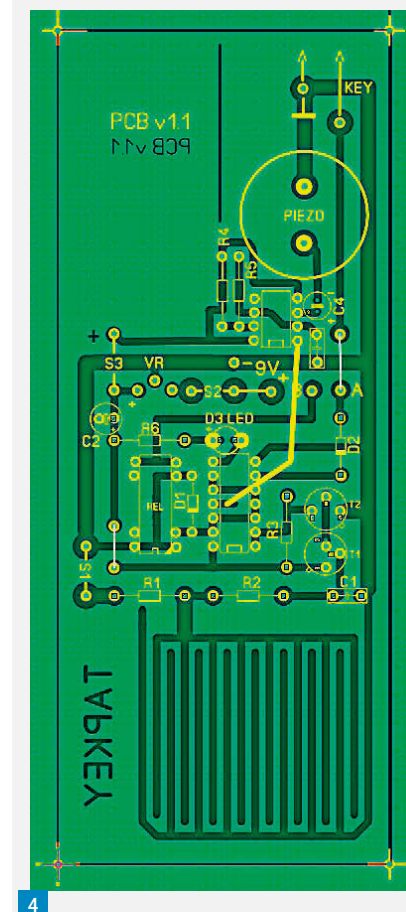 KEY
PCB v1.1
PCB v1.1
PIEZO
R4
R5
C4
+
+
S3
VR
-9V
+
S2
A
+
C2
R6
D3 LED
D2
REL
D1
R3
T2
T1
S1
R1
R2
C1
TAPKEY
4